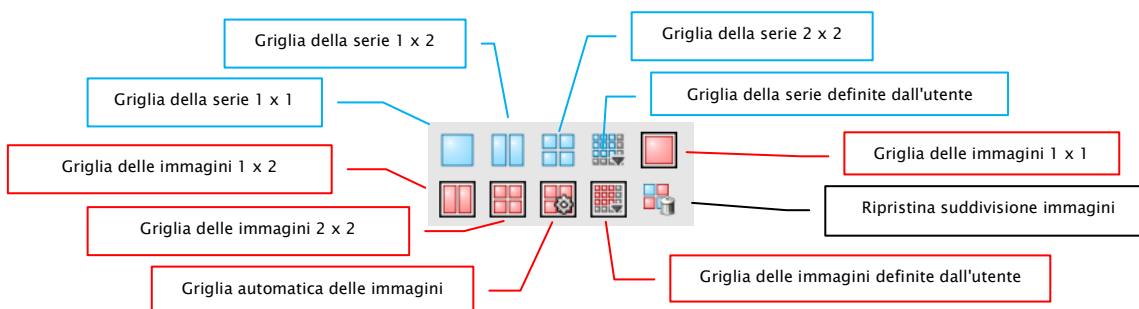 Griglia della serie 1 x 2
Griglia della serie 2 x 2
Griglia della serie 1 x 1
Griglia della serie definite dall'utente
Griglia delle immagini 1 x 2
Griglia delle immagini 1 x 1
Griglia delle immagini 2 x 2
Ripristina suddivisione immagini
Griglia automatica delle immagini
Griglia delle immagini definite dall'utente